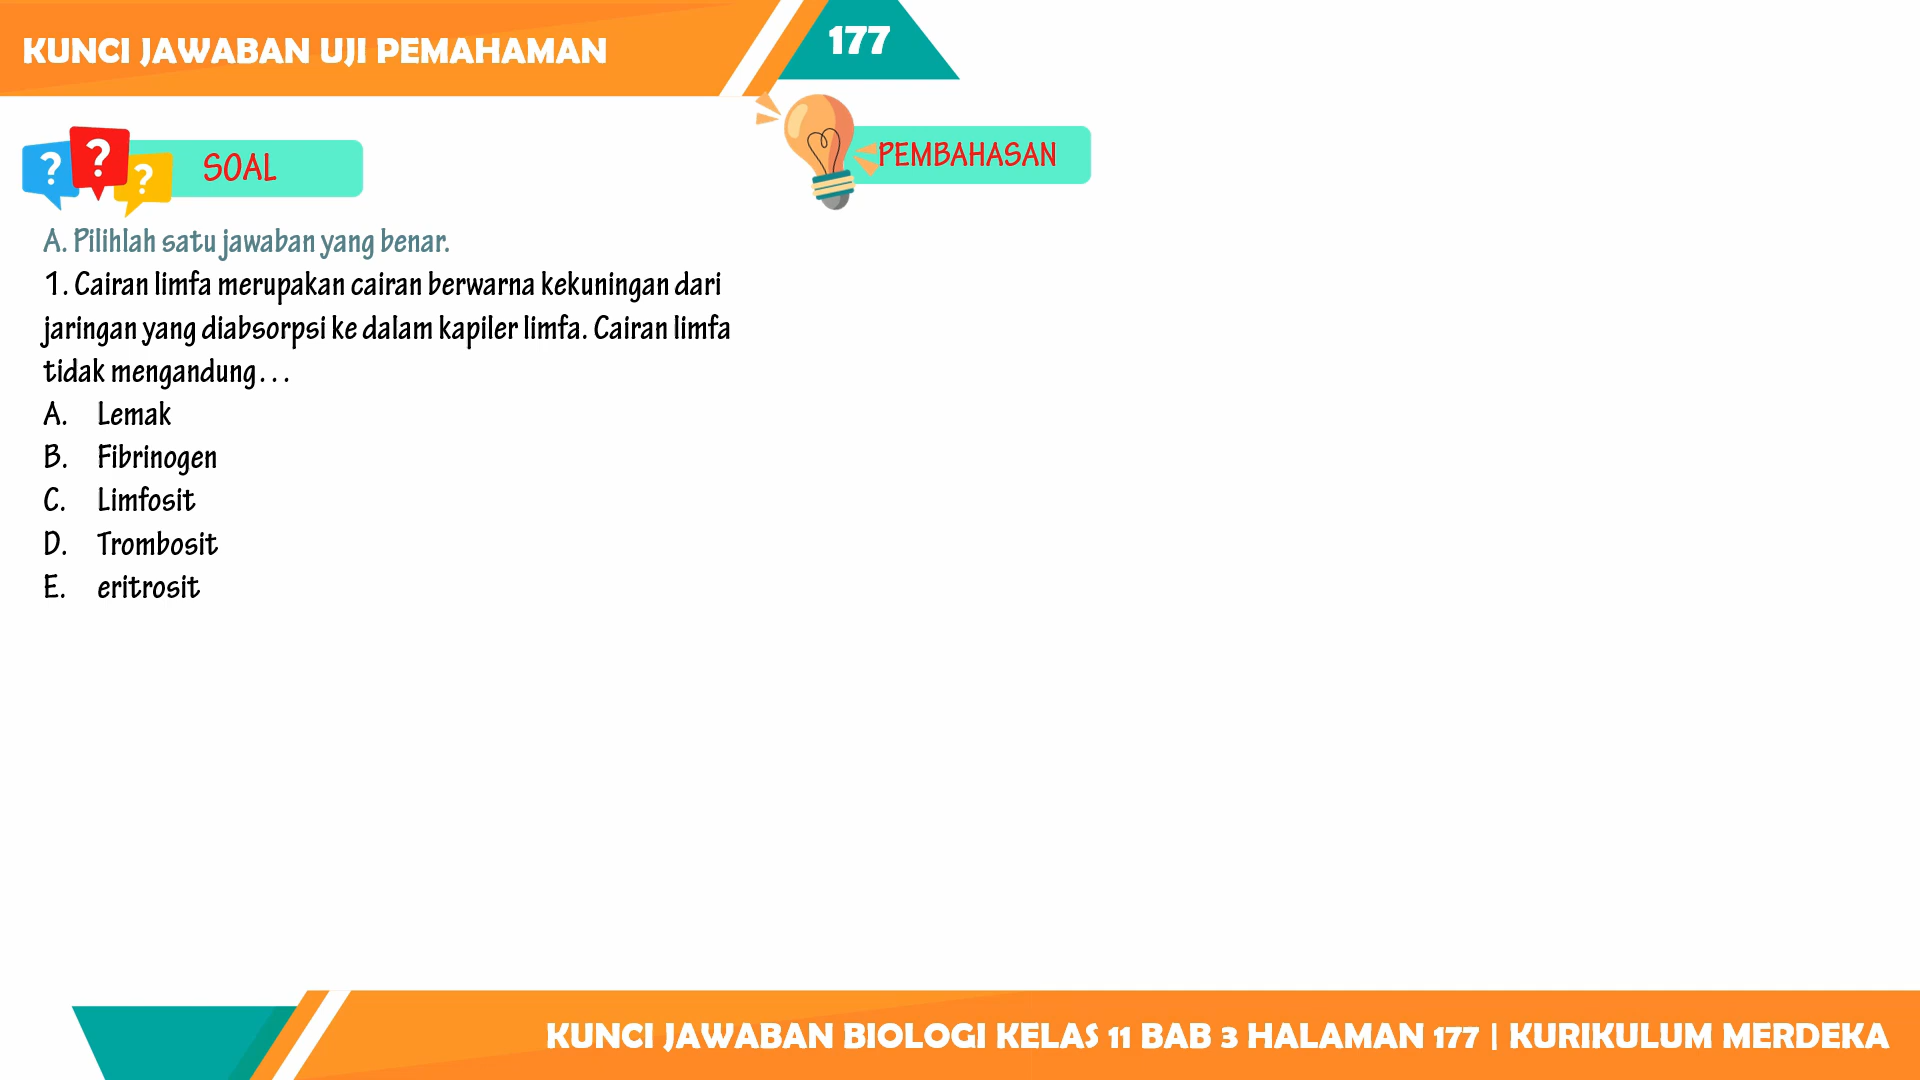 KUNCI JAWABAN UJI PEMAHAMAN
177
? ? ?
SOAL
PEMBAHASAN
A. Pilihlah satu jawaban yang benar.
1. Cairan limfa merupakan cairan berwarna kekuningan dari
jaringan yang diabsorpsi ke dalam kapiler limfa. Cairan limfa
tidak mengandung . . .
A. Lemak
B. Fibrinogen
C. Limfosit
D. Trombosit
E. eritrosit
KUNCI JAWABAN BIOLOGI KELAS 11 BAB 3 HALAMAN 177 | KURIKULUM MERDEKA